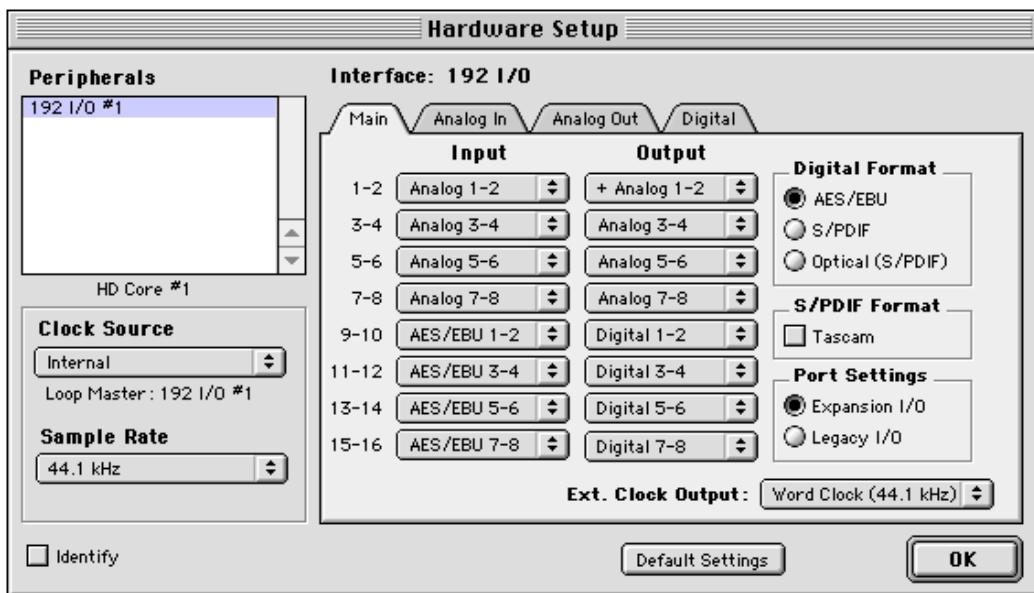 Hardware Setup
Peripherals
192 I/O #1
HD Core #1
Clock Source
Internal
Loop Master : 192 I/O #1
Sample Rate
44.1 kHz
Identify
Interface: 192 I/O
Main Analog In Analog Out Digital
Input Output
1-2 Analog 1-2 + Analog 1-2
3-4 Analog 3-4 Analog 3-4
5-6 Analog 5-6 Analog 5-6
7-8 Analog 7-8 Analog 7-8
9-10 AES/EBU 1-2 Digital 1-2
11-12 AES/EBU 3-4 Digital 3-4
13-14 AES/EBU 5-6 Digital 5-6
15-16 AES/EBU 7-8 Digital 7-8
Digital Format
AES/EBU
S/PDIF
Optical (S/PDIF)
S/PDIF Format
Tascam
Port Settings
Expansion I/O
Legacy I/O
Ext. Clock Output: Word Clock (44.1 kHz)
Default Settings
OK